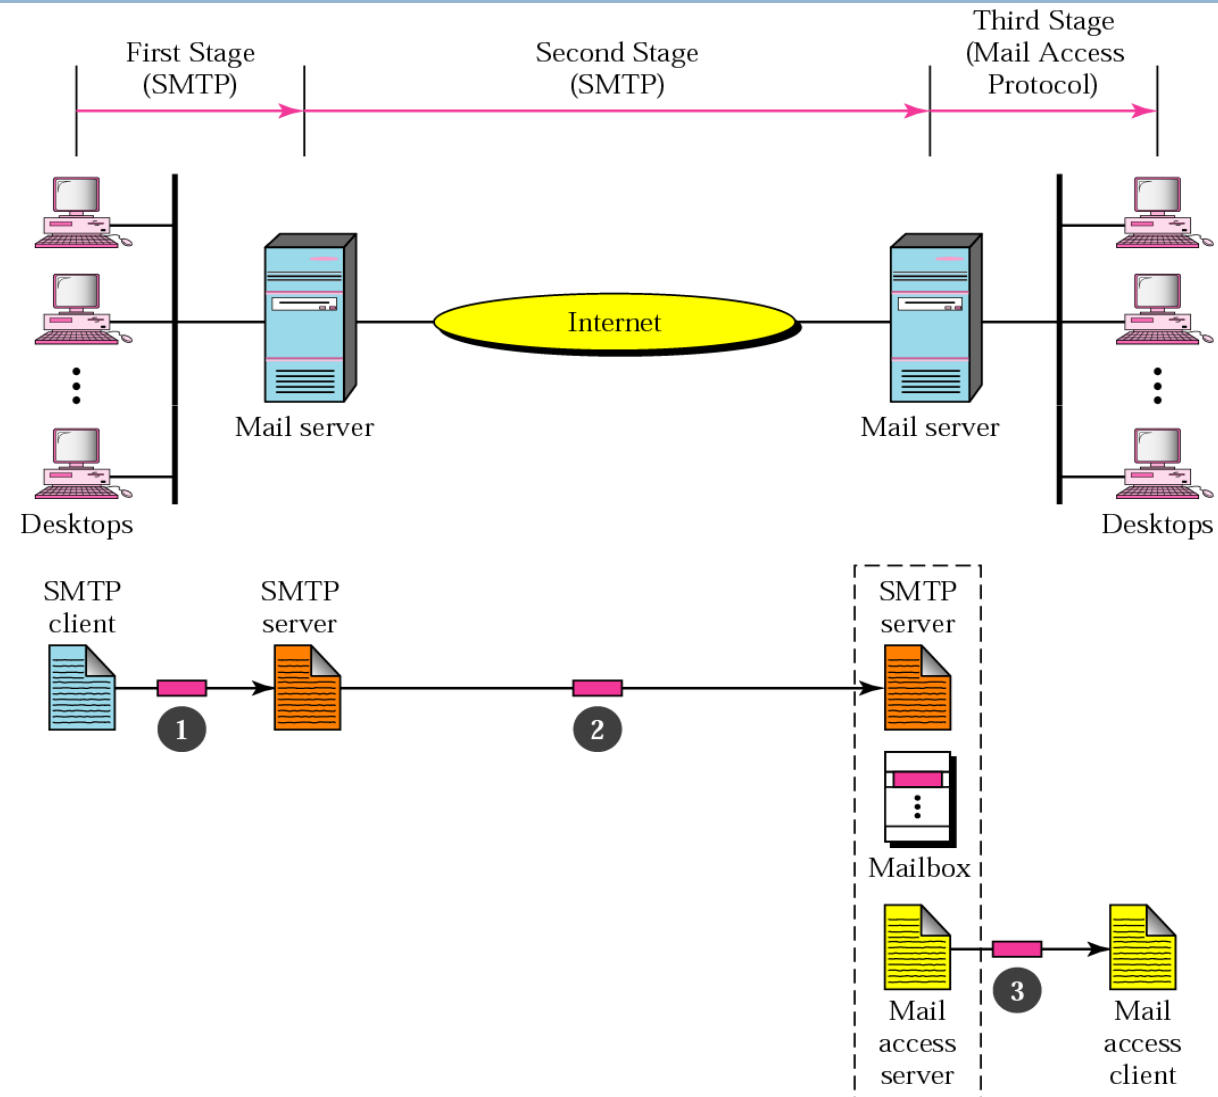 First Stage
(SMTP)
Second Stage
(SMTP)
Third Stage
(Mail Access
Protocol)
Internet
Mail server
Mail server
Desktops
Desktops
SMTP
client
SMTP
server
SMTP
server
1
2
Mailbox
3
Mail
access
server
Mail
access
client